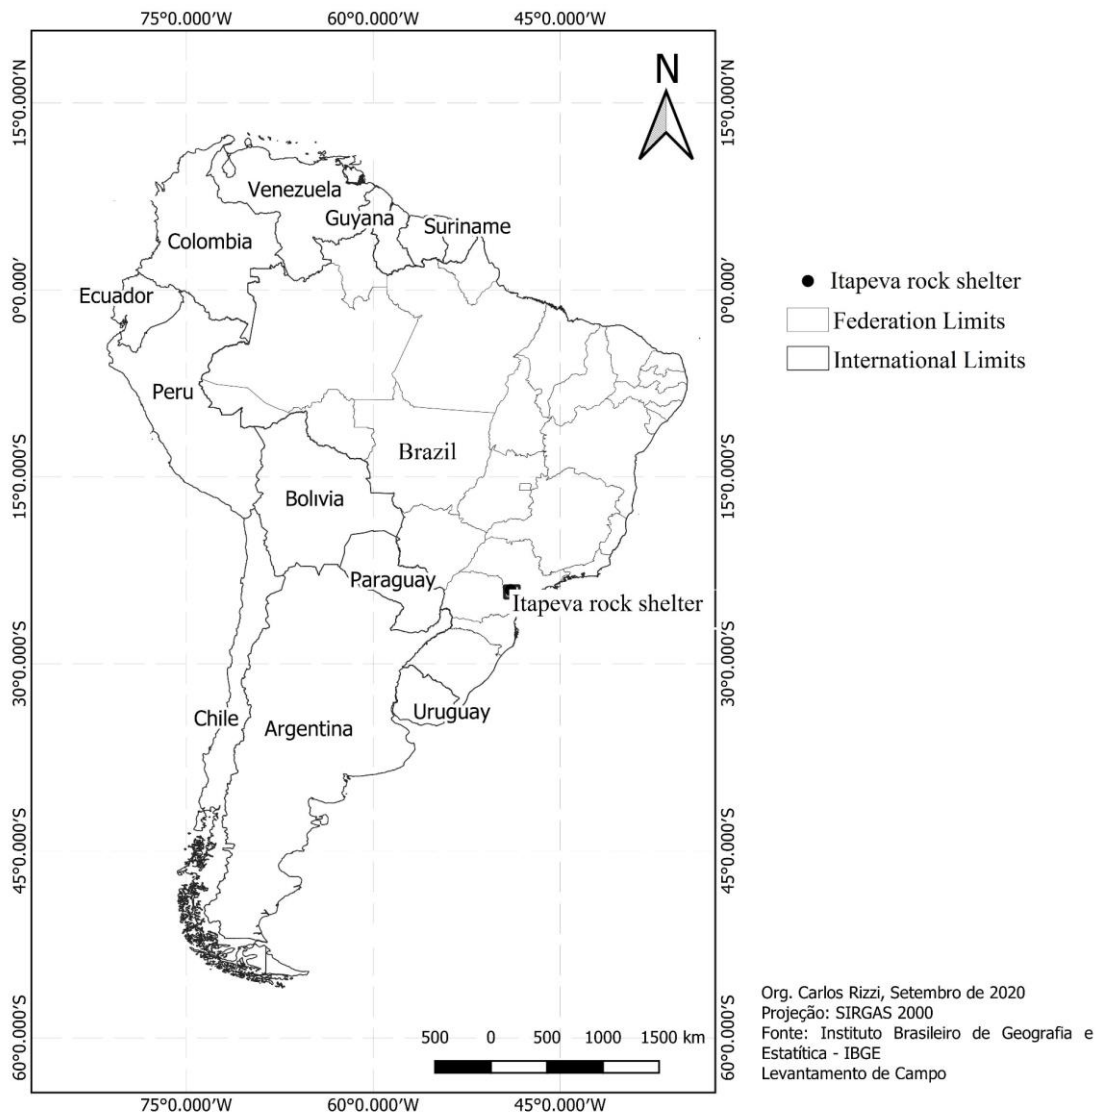 75°0.000'W 60°0.000'W 45°0.000'W
N
15°0.000'N 15°0.000'N
Venezuela
Guyana
Suriname
Colombia
0°0.000' 0°0.000'
Ecuador
Itapeva rock shelter
Federation Limits
International Limits
Peru
Brazil
15°0.000'S 15°0.000'S
Bolivia
Paraguay
Itapeva rock shelter
30°0.000'S 30°0.000'S
Uruguay
Chile
Argentina
45°0.000'S 45°0.000'S
60°0.000'S 60°0.000'S
500 0 500 1000 1500 km
75°0.000'W 60°0.000'W 45°0.000'W
Org. Carlos Rizzi, Setembro de 2020
Projeção: SIRGAS 2000
Fonte: Instituto Brasileiro de Geografia e
Estatítica - IBGE
Levantamento de Campo